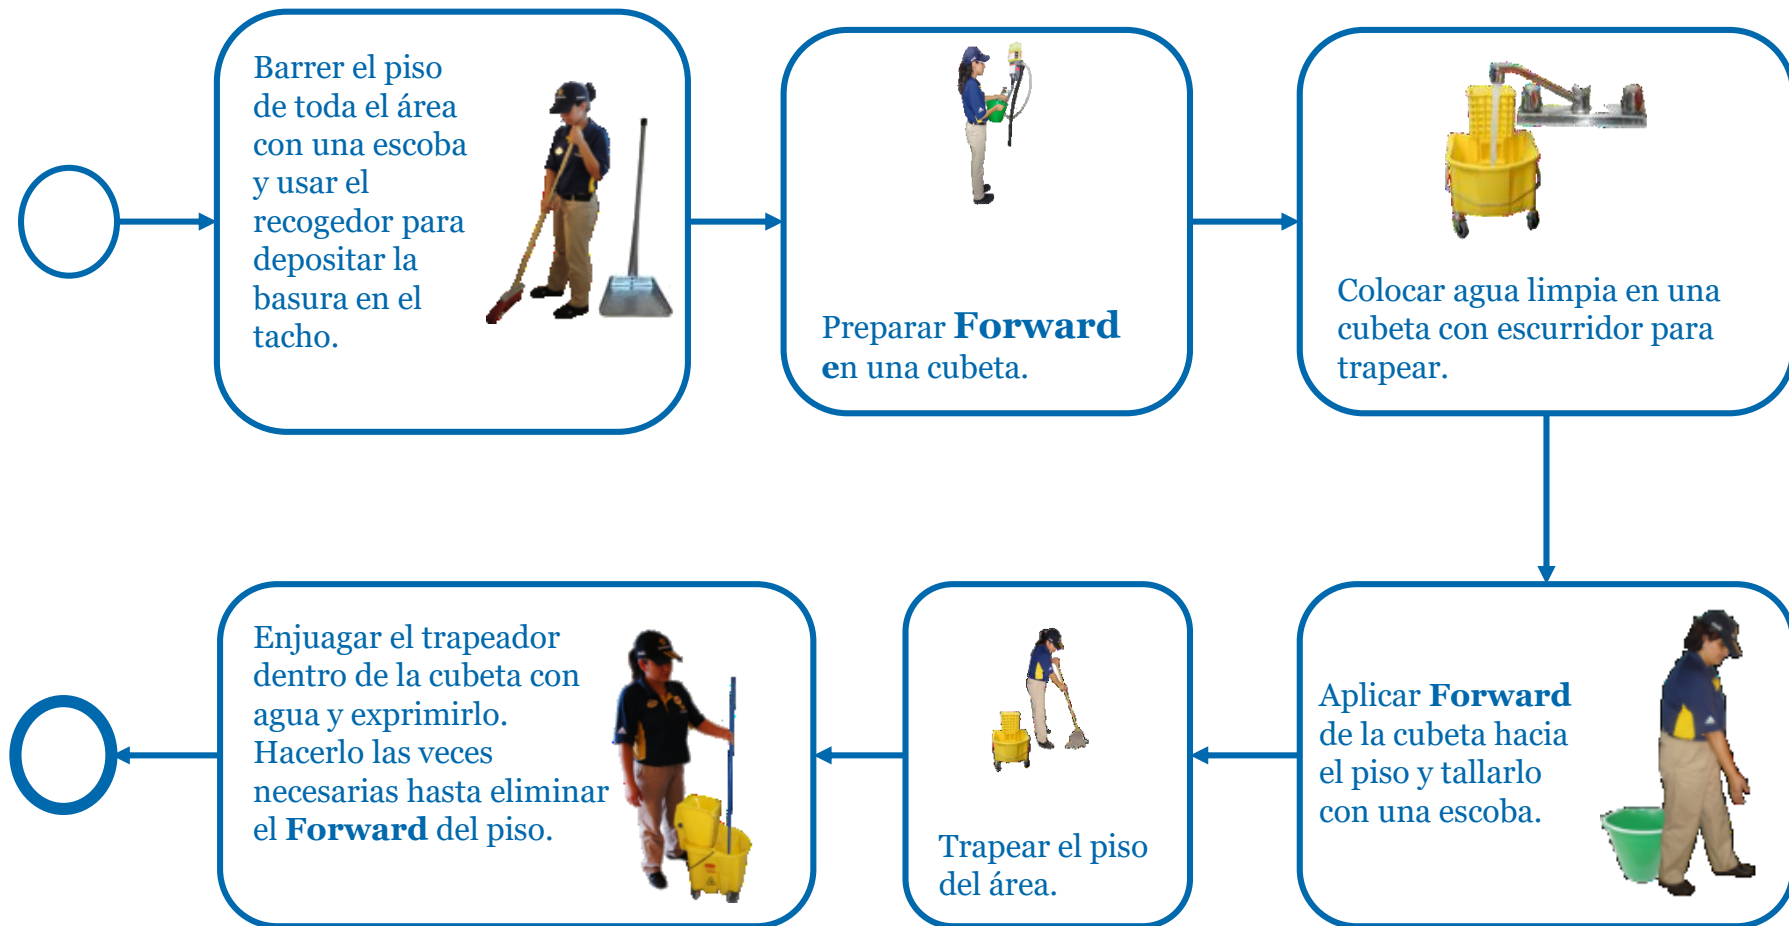 Barrer el piso
de toda el área
con una escoba
y usar el
recogedor para
depositar la
basura en el
tacho.
Preparar Forward
en una cubeta.
Colocar agua limpia en una
cubeta con escurridor para
trapear.
Aplicar Forward
de la cubeta hacia
el piso y tallarlo
con una escoba.
Trapear el piso
del área.
Enjuagar el trapeador
dentro de la cubeta con
agua y exprimirlo.
Hacerlo las veces
necesarias hasta eliminar
el Forward del piso.